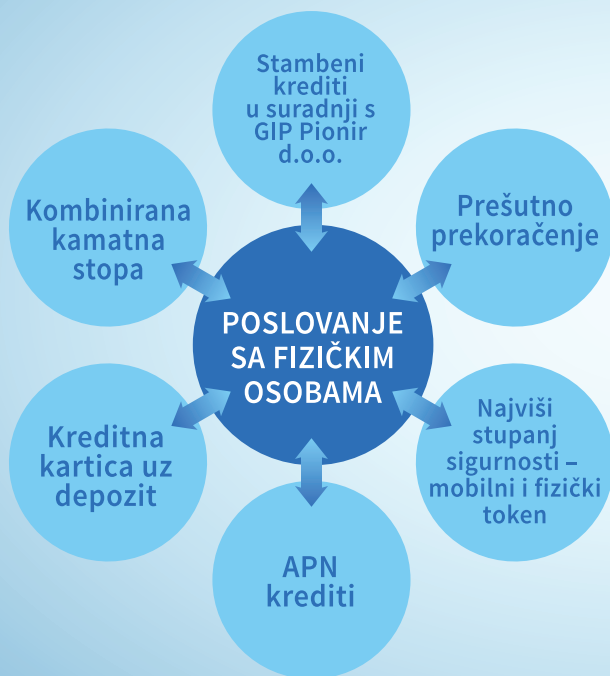 Stambeni
krediti
u suradnji s
GIP Pionir
d.o.o.
Kombinirana
kamatna
stopa
Prešutno
prekoračenje
POSLOVANJE
SA FIZIČKIM
OSOBAMA
Kreditna
kartica uz
depozit
Najviši
stupanj
sigurnosti –
mobilni i fizički
token
APN
krediti